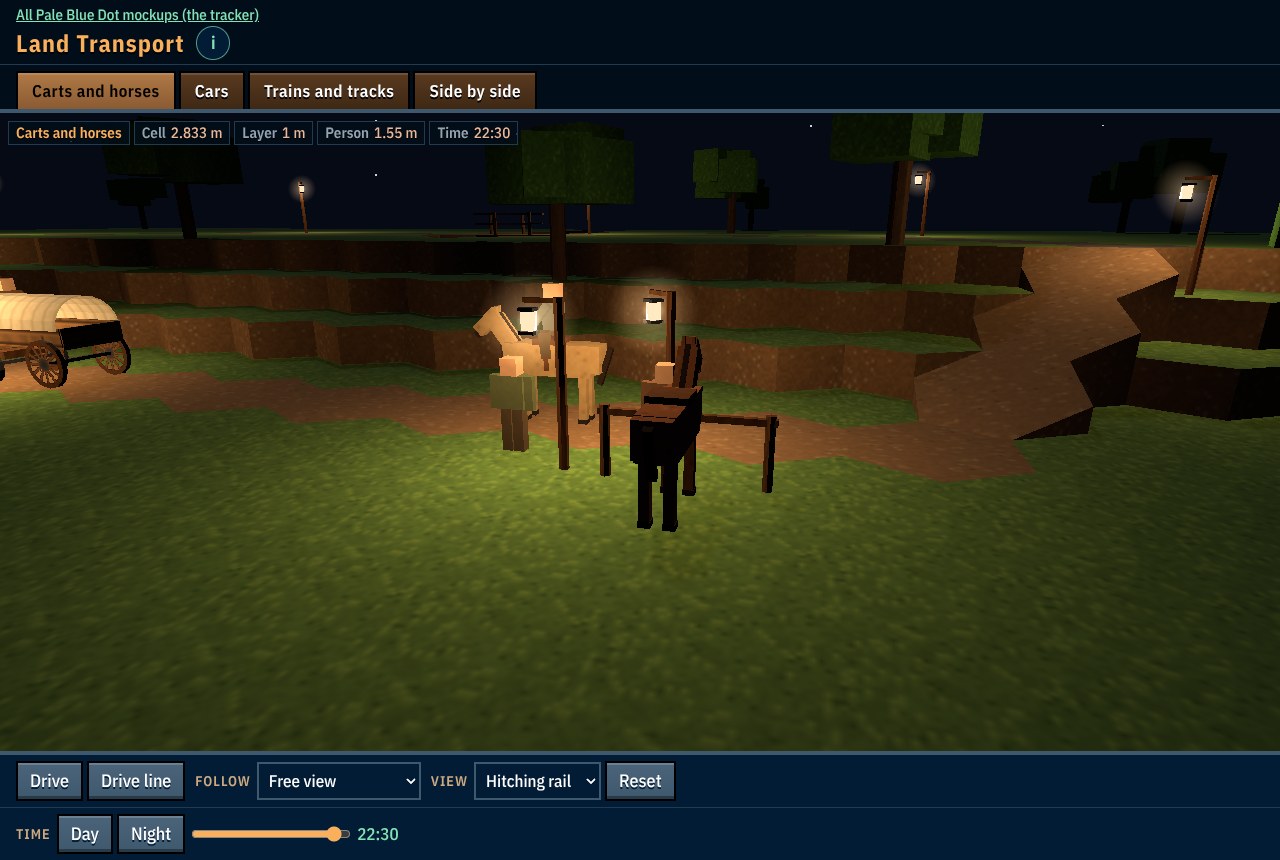 All Pale Blue Dot mockups (the tracker)
Land Transport i
Carts and horses Cars Trains and tracks Side by side
Carts and horses Cell 2.833 m Layer 1 m Person 1.55 m Time 22:30
Drive Drive line FOLLOW Free view VIEW Hitching rail Reset
TIME Day Night 22:30